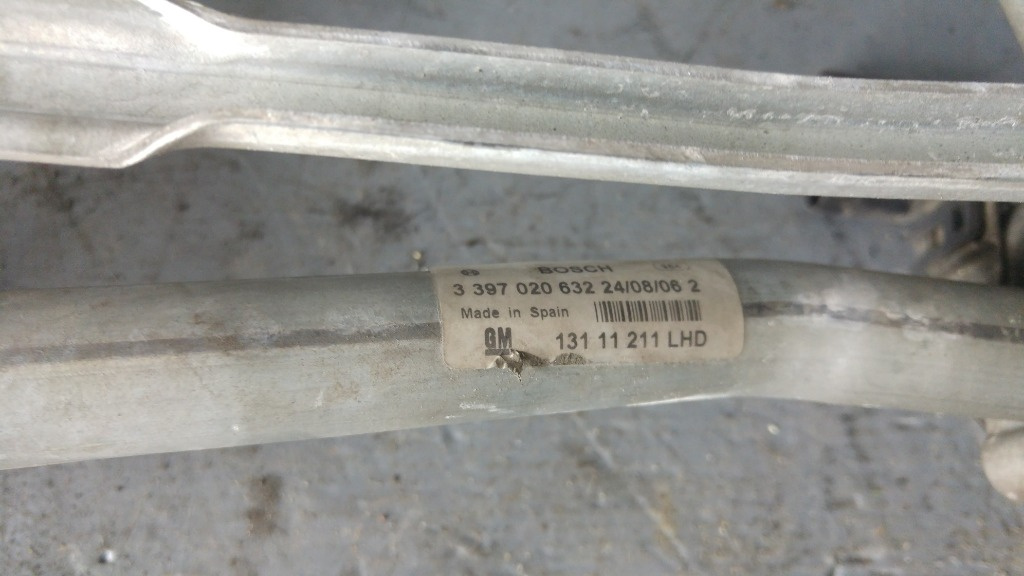 BOSCH
3 397 020 632 24/08/06 2
Made in Spain
GM 131 11 211 LHD